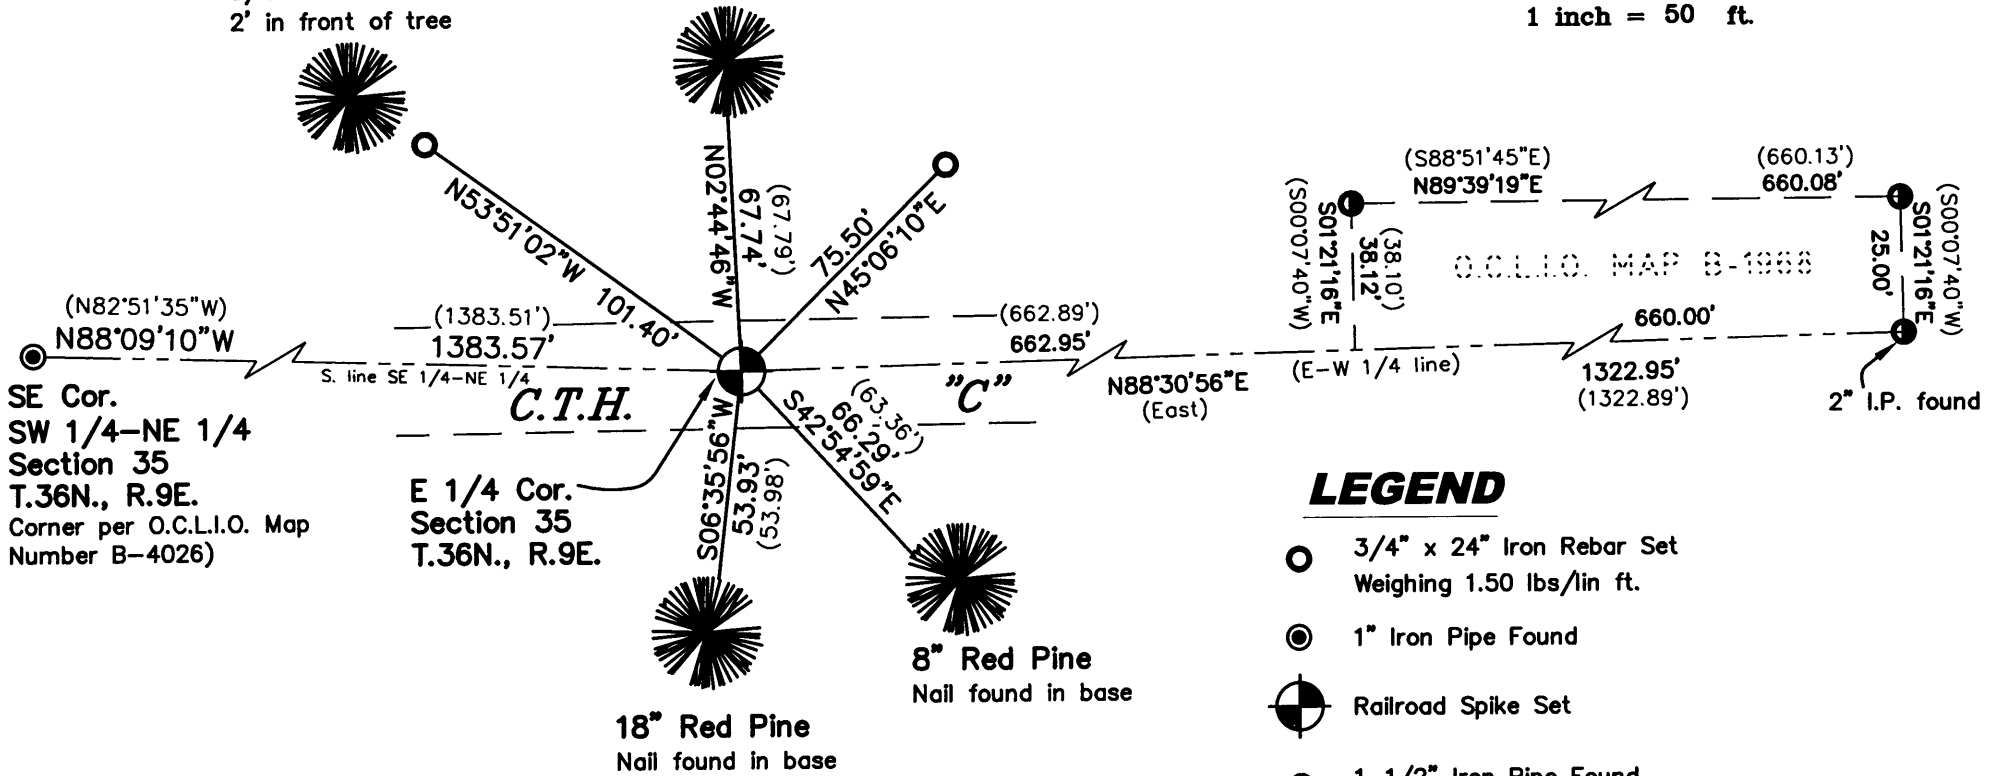 2' in front of tree
1 inch = 50 ft.
N53°51'02"W 101.40'
N02°44'46"W
67.74'
(67.79')
75.50'
N45°06'10"E
(S88°51'45"E)
N89°39'19"E
(660.13')
660.08'
(S00°07'40"W)
S01°21'16"E
38.12'
(38.10')
O.C.L.I.O. MAP B-1968
25.00'
S01°21'16"E
(S00°07'40"W)
(N82°51'35"W)
N88°09'10"W
(1383.51')
1383.57'
(662.89')
662.95'
660.00'
S. line SE 1/4-NE 1/4
C.T.H.
"C"
N88°30'56"E
(East)
(E-W 1/4 line)
1322.95'
(1322.89')
2" I.P. found
SE Cor.
SW 1/4-NE 1/4
Section 35
T.36N., R.9E.
Corner per O.C.L.I.O. Map
Number B-4026)
E 1/4 Cor.
Section 35
T.36N., R.9E.
S06°35'56"W
53.93'
(53.98')
(63.36')
66.29'
S42°54'59"E
8" Red Pine
Nail found in base
18" Red Pine
Nail found in base
LEGEND
3/4" x 24" Iron Rebar Set
Weighing 1.50 lbs/lin ft.
1" Iron Pipe Found
Railroad Spike Set
1 1/2" Iron Pipe Found